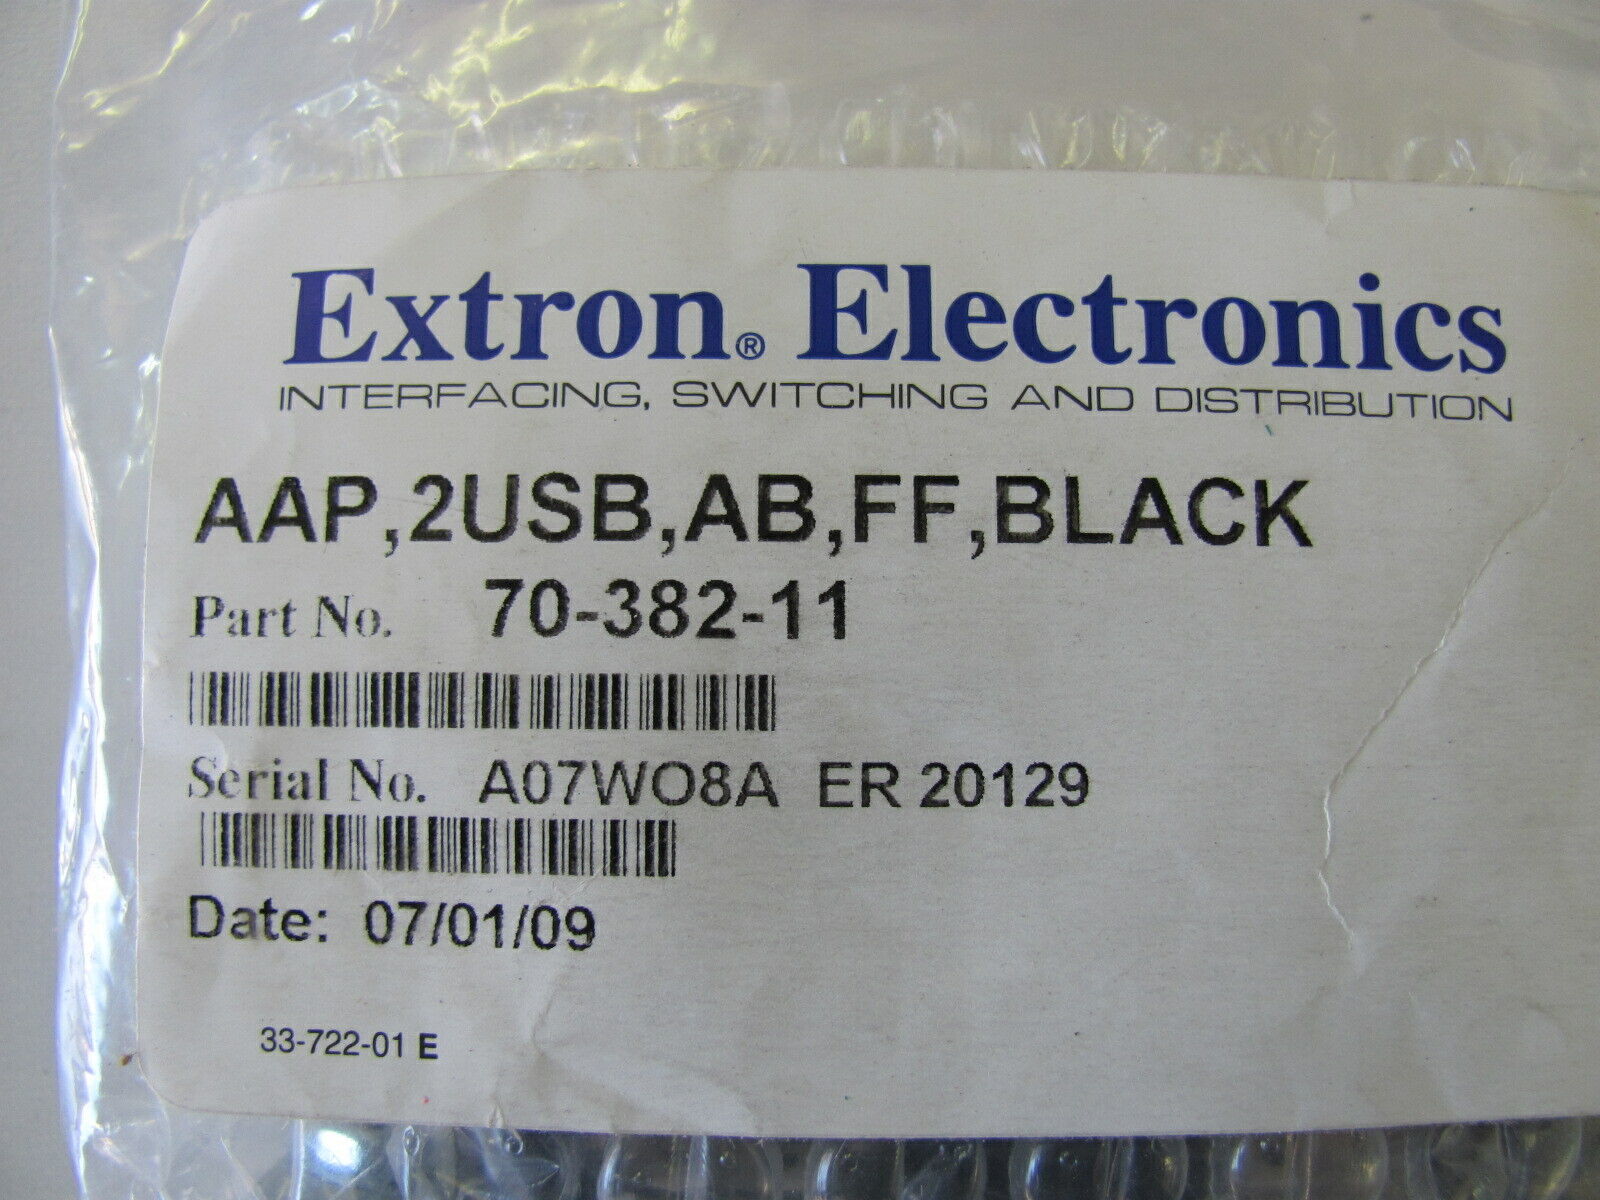 Extron® Electronics
INTERFACING, SWITCHING AND DISTRIBUTION
AAP,2USB,AB,FF,BLACK
Part No. 70-382-11
Serial No. A07WO8A ER 20129
Date: 07/01/09
33-722-01 E